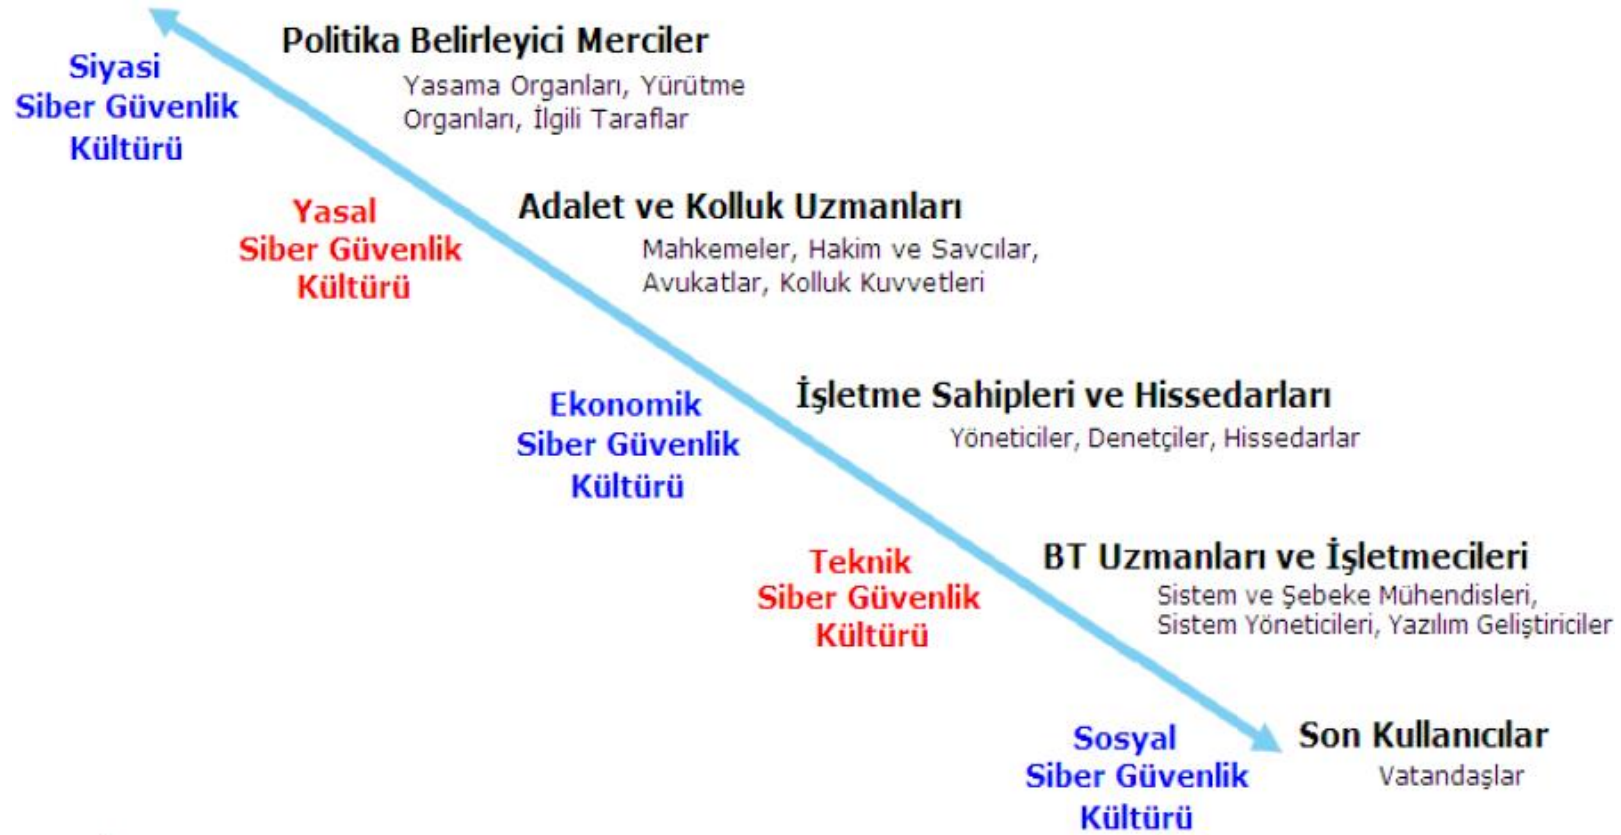 Siyasi
Siber Güvenlik
Kültürü
Politika Belirleyici Merciler
Yasama Organları, Yürütme
Organları, İlgili Taraflar
Yasal
Siber Güvenlik
Kültürü
Adalet ve Kolluk Uzmanları
Mahkemeler, Hakim ve Savcılar,
Avukatlar, Kolluk Kuvvetleri
Ekonomik
Siber Güvenlik
Kültürü
İşletme Sahipleri ve Hissedarları
Yöneticiler, Denetçiler, Hissedarlar
Teknik
Siber Güvenlik
Kültürü
BT Uzmanları ve İşletmecileri
Sistem ve Şebeke Mühendisleri,
Sistem Yöneticileri, Yazılım Geliştiriciler
Sosyal
Siber Güvenlik
Kültürü
Son Kullanıcılar
Vatandaşlar